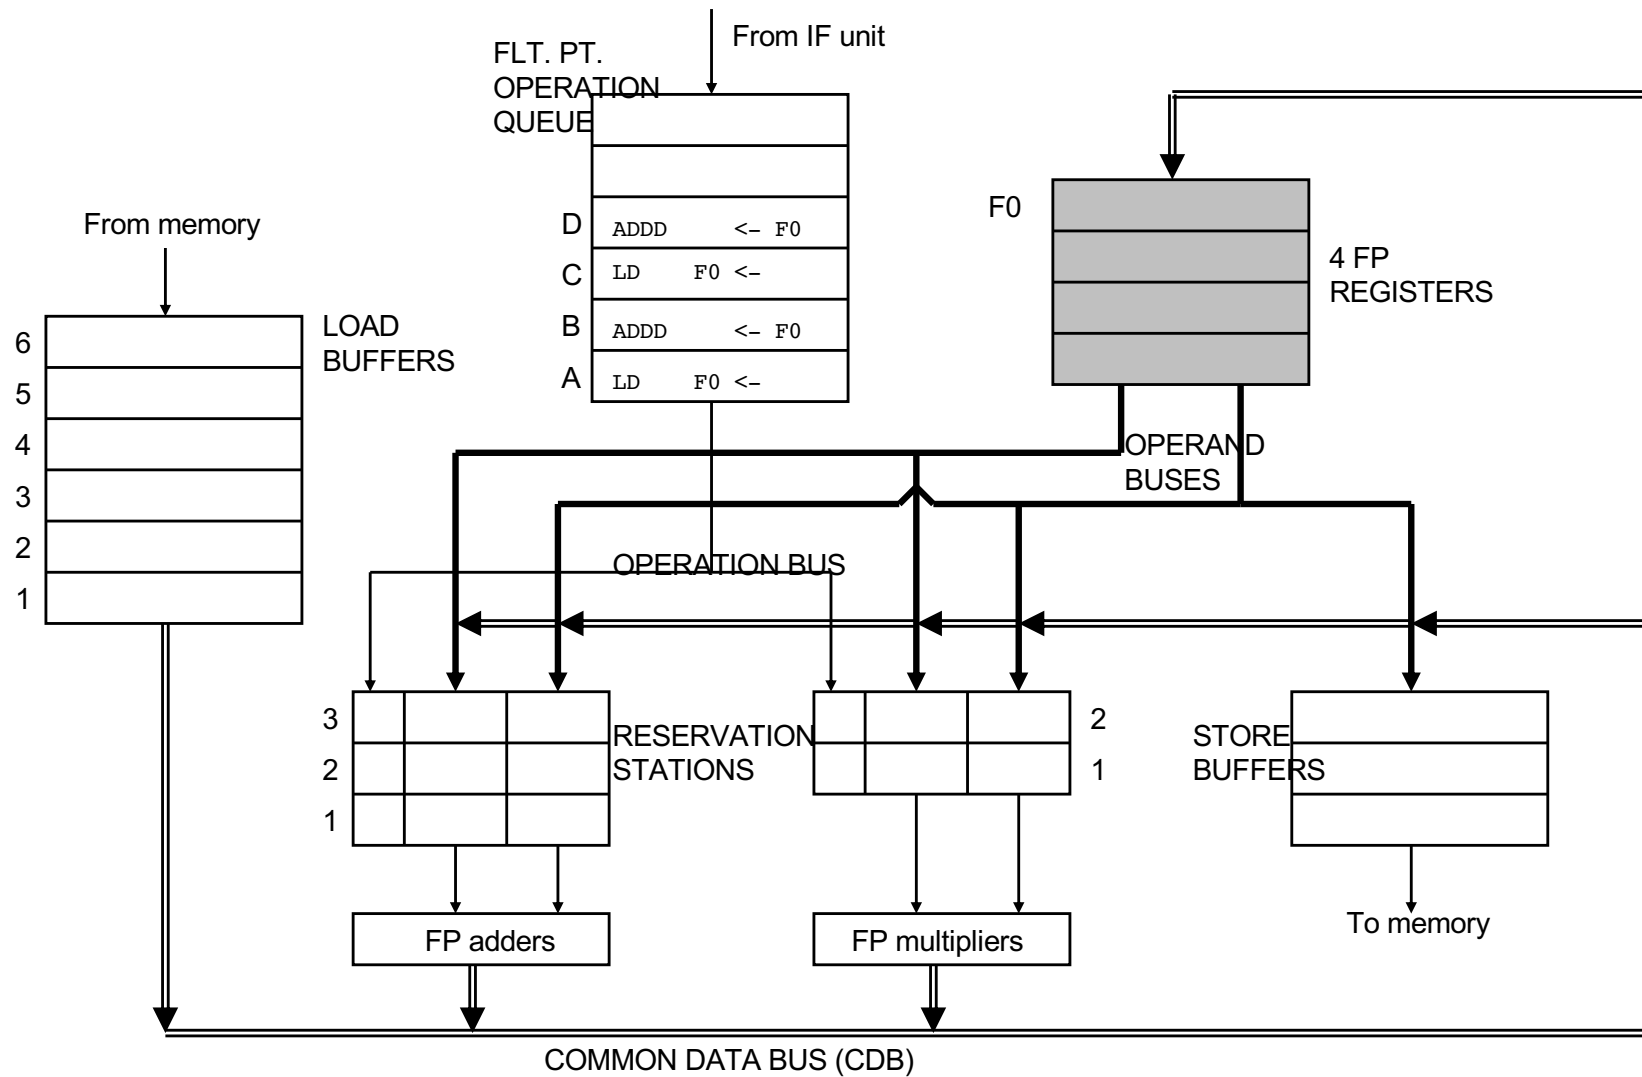 From IF unit
FLT. PT.
OPERATION
QUEUE
D ADDD <- F0
C LD F0 <-
B ADDD <- F0
A LD F0 <-
F0
4 FP
REGISTERS
From memory
LOAD
BUFFERS
6
5
4
3
2
1
OPERAND
BUSES
OPERATION BUS
3
2
1
RESERVATION
STATIONS
2
1
STORE
BUFFERS
FP adders
FP multipliers
To memory
COMMON DATA BUS (CDB)